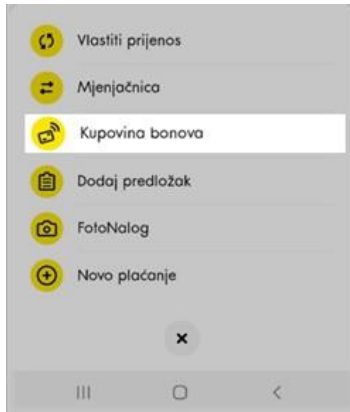 Vlastiti prijenos
Mjenjačnica
Kupovina bonova
Dodaj predložak
FotoNalog
Novo plaćanje